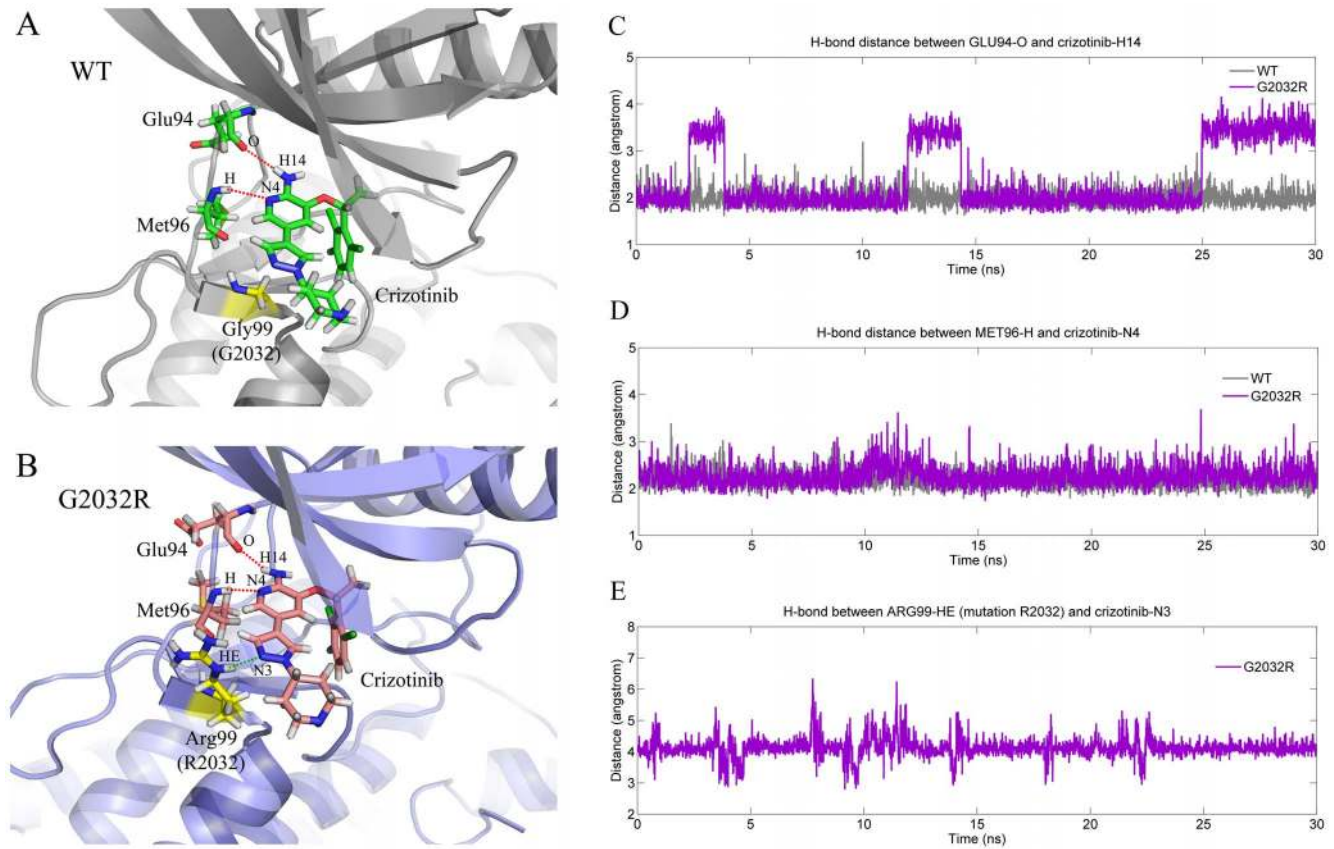 A
WT
Glu94
O
H14
H
N4
Met96
Crizotinib
Gly99
(G2032)
B
G2032R
Glu94
O
H14
H
N4
Met96
HE
N3
Crizotinib
Arg99
(R2032)
C
H-bond distance between GLU94-O and crizotinib-H14
WT
G2032R
Distance (angstrom)
5
4
3
2
1
0 5 10 15 20 25 30
Time (ns)
D
H-bond distance between MET96-H and crizotinib-N4
WT
G2032R
Distance (angstrom)
5
4
3
2
1
0 5 10 15 20 25 30
Time (ns)
E
H-bond between ARG99-HE (mutation R2032) and crizotinib-N3
G2032R
Distance (angstrom)
8
7
6
5
4
3
2
0 5 10 15 20 25 30
Time (ns)